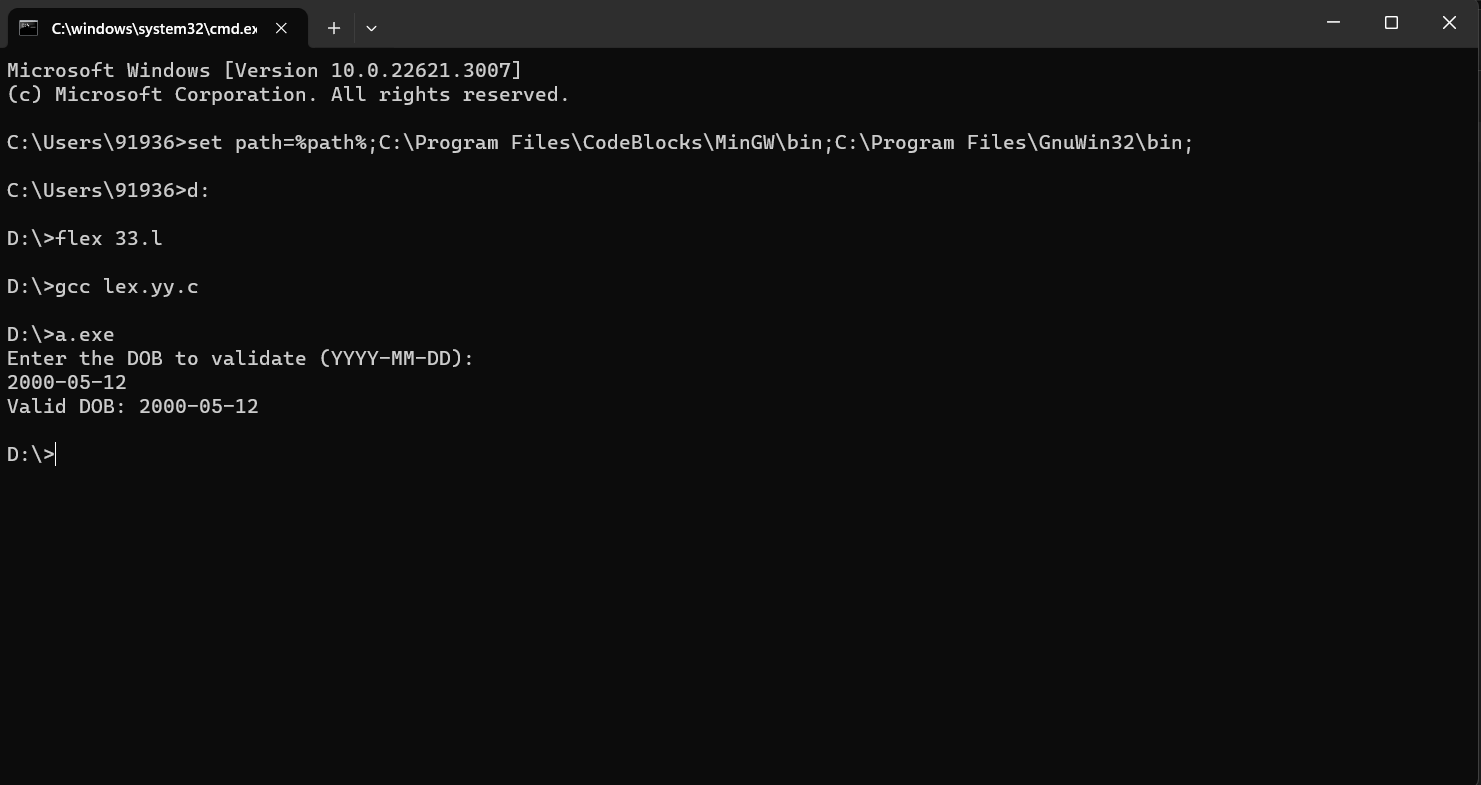 C:\windows\system32\cmd.ex
Microsoft Windows [Version 10.0.22621.3007]
(c) Microsoft Corporation. All rights reserved.
C:\Users\91936>set path=%path%;C:\Program Files\CodeBlocks\MinGW\bin;C:\Program Files\GnuWin32\bin;
C:\Users\91936>d:
D:\>flex 33.l
D:\>gcc lex.yy.c
D:\>a.exe
Enter the DOB to validate (YYYY-MM-DD):
2000-05-12
Valid DOB: 2000-05-12
D:\>